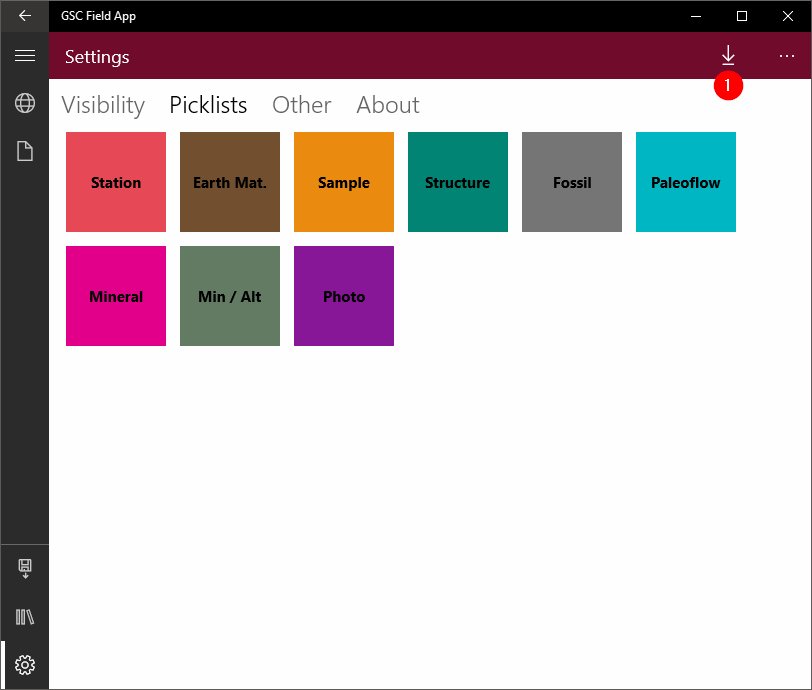 GSC Field App
Settings
1
Visibility Picklists Other About
Station Earth Mat. Sample Structure Fossil Paleoflow
Mineral Min / Alt Photo